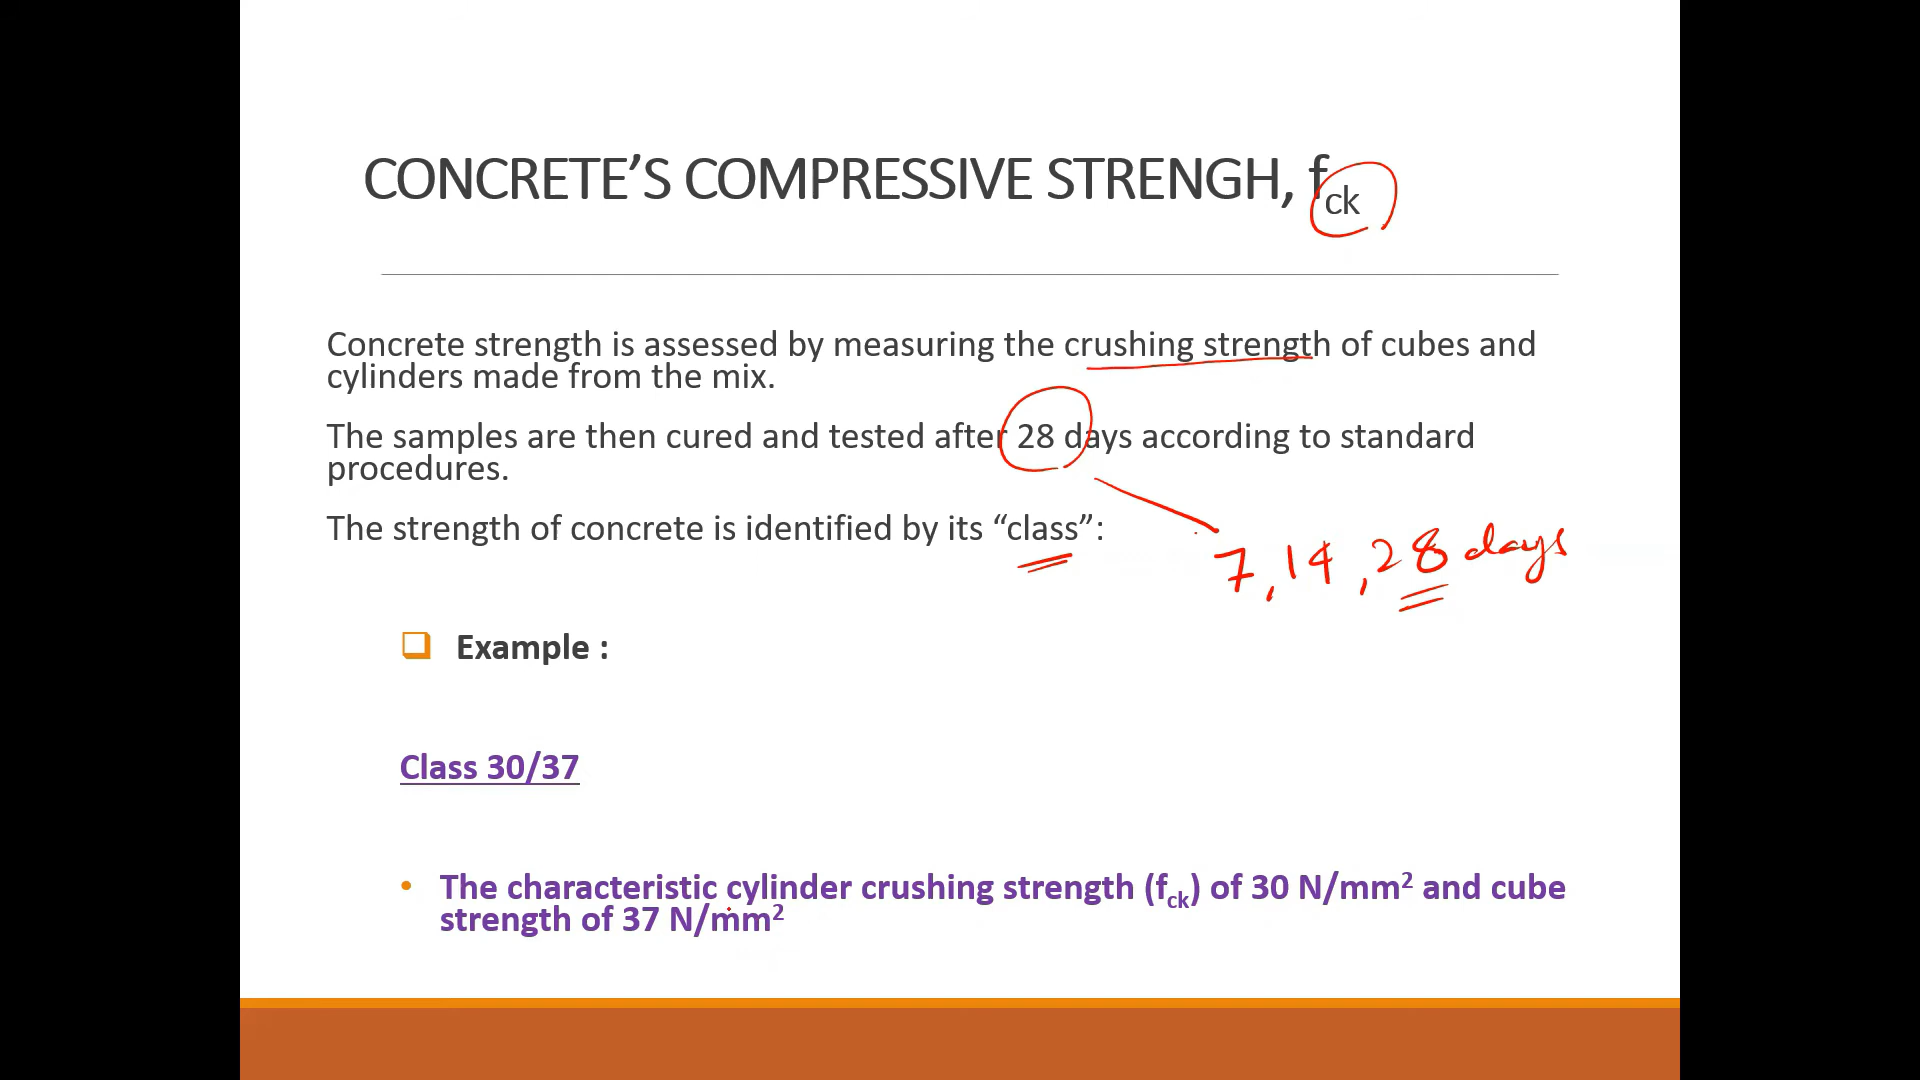 CONCRETE’S COMPRESSIVE STRENGH, fck
Concrete strength is assessed by measuring the crushing strength of cubes and
cylinders made from the mix.
The samples are then cured and tested after 28 days according to standard
procedures.
The strength of concrete is identified by its “class”:
7, 14, 28 days
Example :
Class 30/37
• The characteristic cylinder crushing strength (fck) of 30 N/mm² and cube
strength of 37 N/mm²